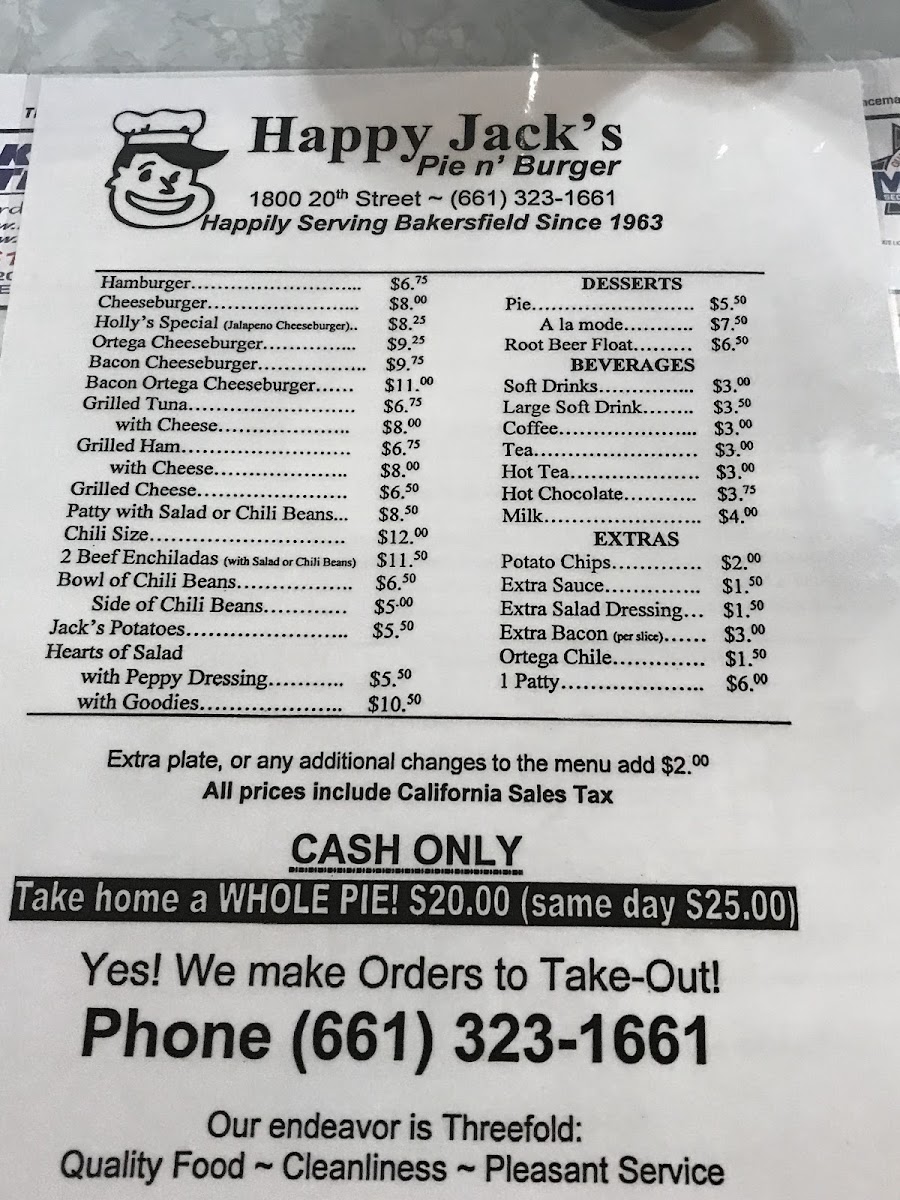 Happy Jack's
Pie n' Burger
1800 20th Street ~ (661) 323-1661
Happily Serving Bakersfield Since 1963
Hamburger.............................. $6.75
Cheeseburger.......................... $8.00
Holly's Special (Jalapeno Cheeseburger).. $8.25
Ortega Cheeseburger............... $9.25
Bacon Cheeseburger.................. $9.75
Bacon Ortega Cheeseburger...... $11.00
Grilled Tuna............................ $6.75
with Cheese..................... $8.00
Grilled Ham............................ $6.75
with Cheese...................... $8.00
Grilled Cheese......................... $6.50
Patty with Salad or Chili Beans... $8.50
Chili Size................................. $12.00
2 Beef Enchiladas (with Salad or Chili Beans) $11.50
Bowl of Chili Beans................... $6.50
Side of Chili Beans............ $5.00
Jack's Potatoes.......................... $5.50
Hearts of Salad
with Peppy Dressing........... $5.50
with Goodies...................... $10.50
DESSERTS
Pie............................ $5.50
A la mode........... $7.50
Root Beer Float......... $6.50
BEVERAGES
Soft Drinks............... $3.00
Large Soft Drink........ $3.50
Coffee....................... $3.00
Tea............................ $3.00
Hot Tea..................... $3.00
Hot Chocolate........... $3.75
Milk.......................... $4.00
EXTRAS
Potato Chips.............. $2.00
Extra Sauce............... $1.50
Extra Salad Dressing... $1.50
Extra Bacon (per slice)...... $3.00
Ortega Chile.............. $1.50
1 Patty....................... $6.00
Extra plate, or any additional changes to the menu add $2.00
All prices include California Sales Tax
CASH ONLY
Take home a WHOLE PIE! $20.00 (same day $25.00)
Yes! We make Orders to Take-Out!
Phone (661) 323-1661
Our endeavor is Threefold:
Quality Food ~ Cleanliness ~ Pleasant Service